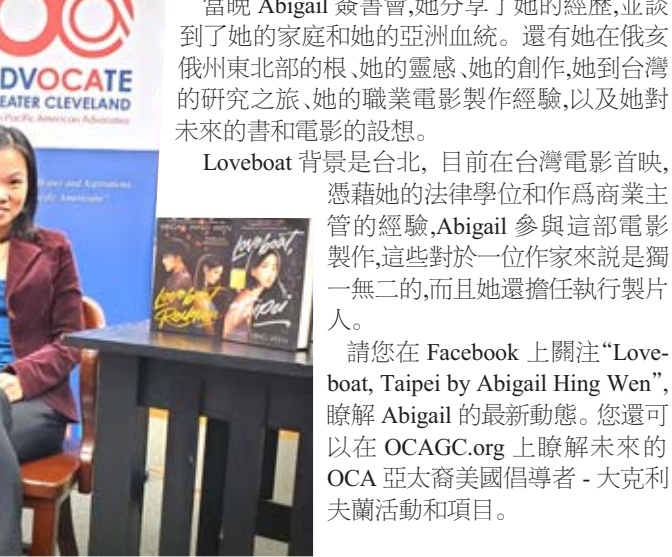 DVOCATE
EATER CLEVELAND
Pacific American Advocates
Hopes and Aspirations
cific Americans"
Loveboat
Reunion
Loveboat,
Taipei
當晚 Abigail 簽書會,她分享了她的經歷,並談
到了她的家庭和她的亞洲血統。還有她在俄亥
俄州東北部的根、她的靈感、她的創作,她到台灣
的研究之旅、她的職業電影製作經驗,以及她對
未來的書和電影的設想。
Loveboat 背景是台北, 目前在台灣電影首映,
憑藉她的法律學位和作爲商業主
管的經驗,Abigail 參與這部電影
製作,這些對於一位作家來説是獨
一無二的,而且她還擔任執行製片
人。
請您在 Facebook 上關注“Love-
boat, Taipei by Abigail Hing Wen”,
瞭解 Abigail 的最新動態。您還可
以在 OCAGC.org 上瞭解未來的
OCA 亞太裔美國倡導者 - 大克利
夫蘭活動和項目。